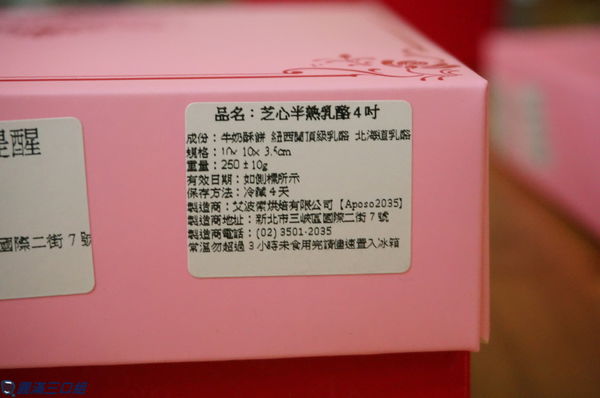 是醒
國際二街7號
品名：芝心半熟乳酪4吋
成份：牛奶酥餅 紐西蘭頂級乳酪 北海道乳酪
規格：10x 10x 3.5cm
重量：250±10g
有效日期：如側標所示
保存方法：冷藏4天
製造商：艾波索烘焙有限公司【Aposo2035】
製造商地址：新北市三峽區國際二街7號
製造商電話：(02) 3501-2035
常溫勿超過3小時未食用完請儘速置入冰箱